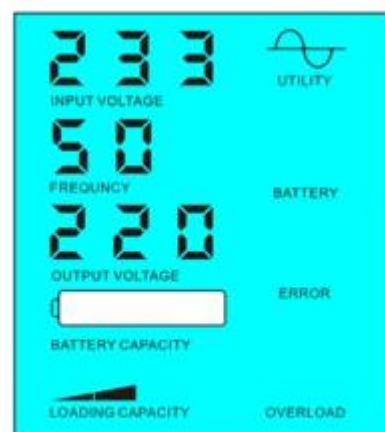 233
INPUT VOLTAGE
UTILITY
50
FREQUNCY
BATTERY
220
OUTPUT VOLTAGE
ERROR
BATTERY CAPACITY
LOADING CAPACITY
OVERLOAD